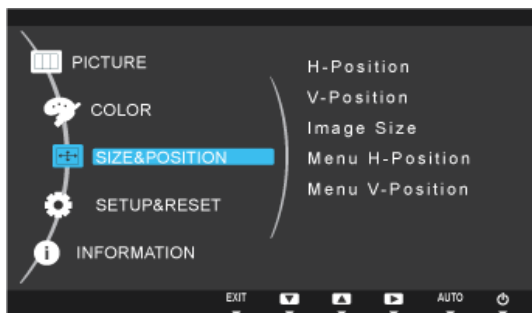 PICTURE
COLOR
SIZE&POSITION
SETUP&RESET
INFORMATION
H-Position
V-Position
Image Size
Menu H-Position
Menu V-Position
EXIT AUTO